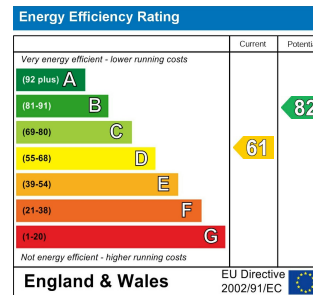 Energy Efficiency Rating
Current Potentia
Very energy efficient - lower running costs
(92 plus) A
(81-91) B
82
(69-80) C
(55-68) D
61
(39-54) E
(21-38) F
(1-20) G
Not energy efficient - higher running costs
England & Wales
EU Directive
2002/91/EC